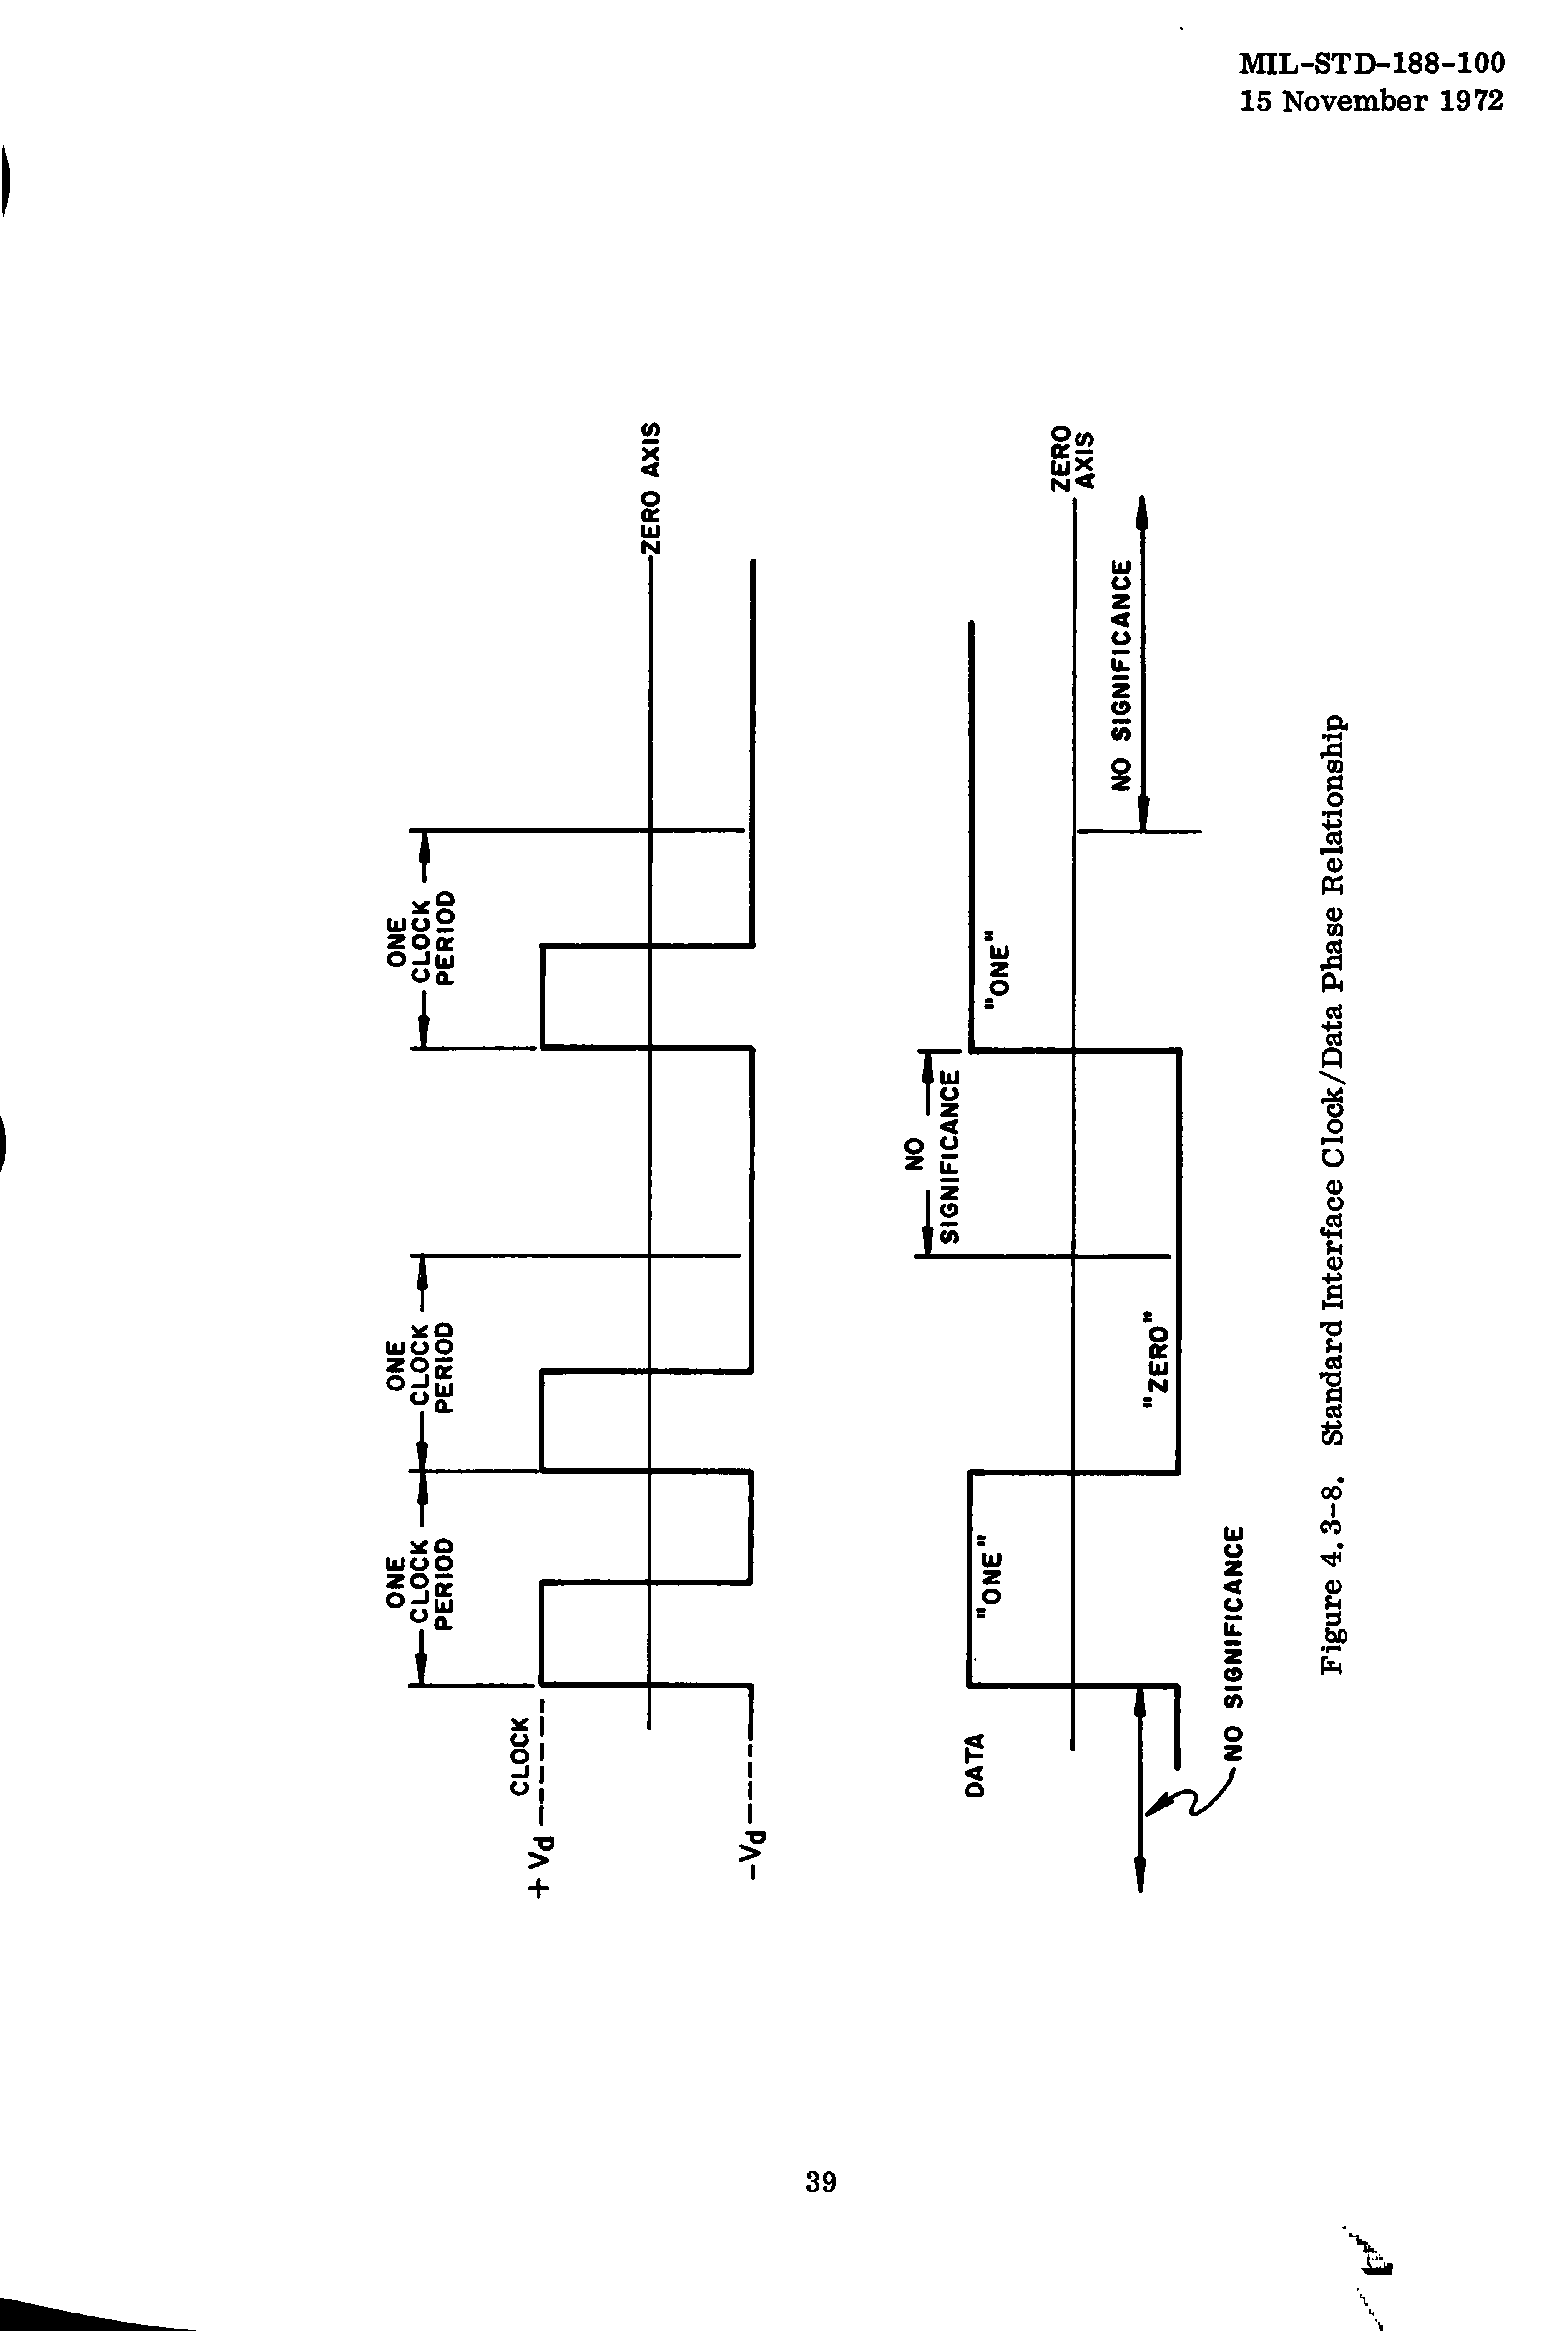 MIL-STD-188-100
15 November 1972
ONE
CLOCK
PERIOD
ONE
CLOCK
PERIOD
ONE
CLOCK
PERIOD
CLOCK
+ Vd
ZERO AXIS
-Vd
NO
SIGNIFICANCE
DATA
"ONE"
"ZERO"
"ONE"
ZERO
AXIS
NO SIGNIFICANCE
NO SIGNIFICANCE
Figure 4.3-8. Standard Interface Clock/Data Phase Relationship
39